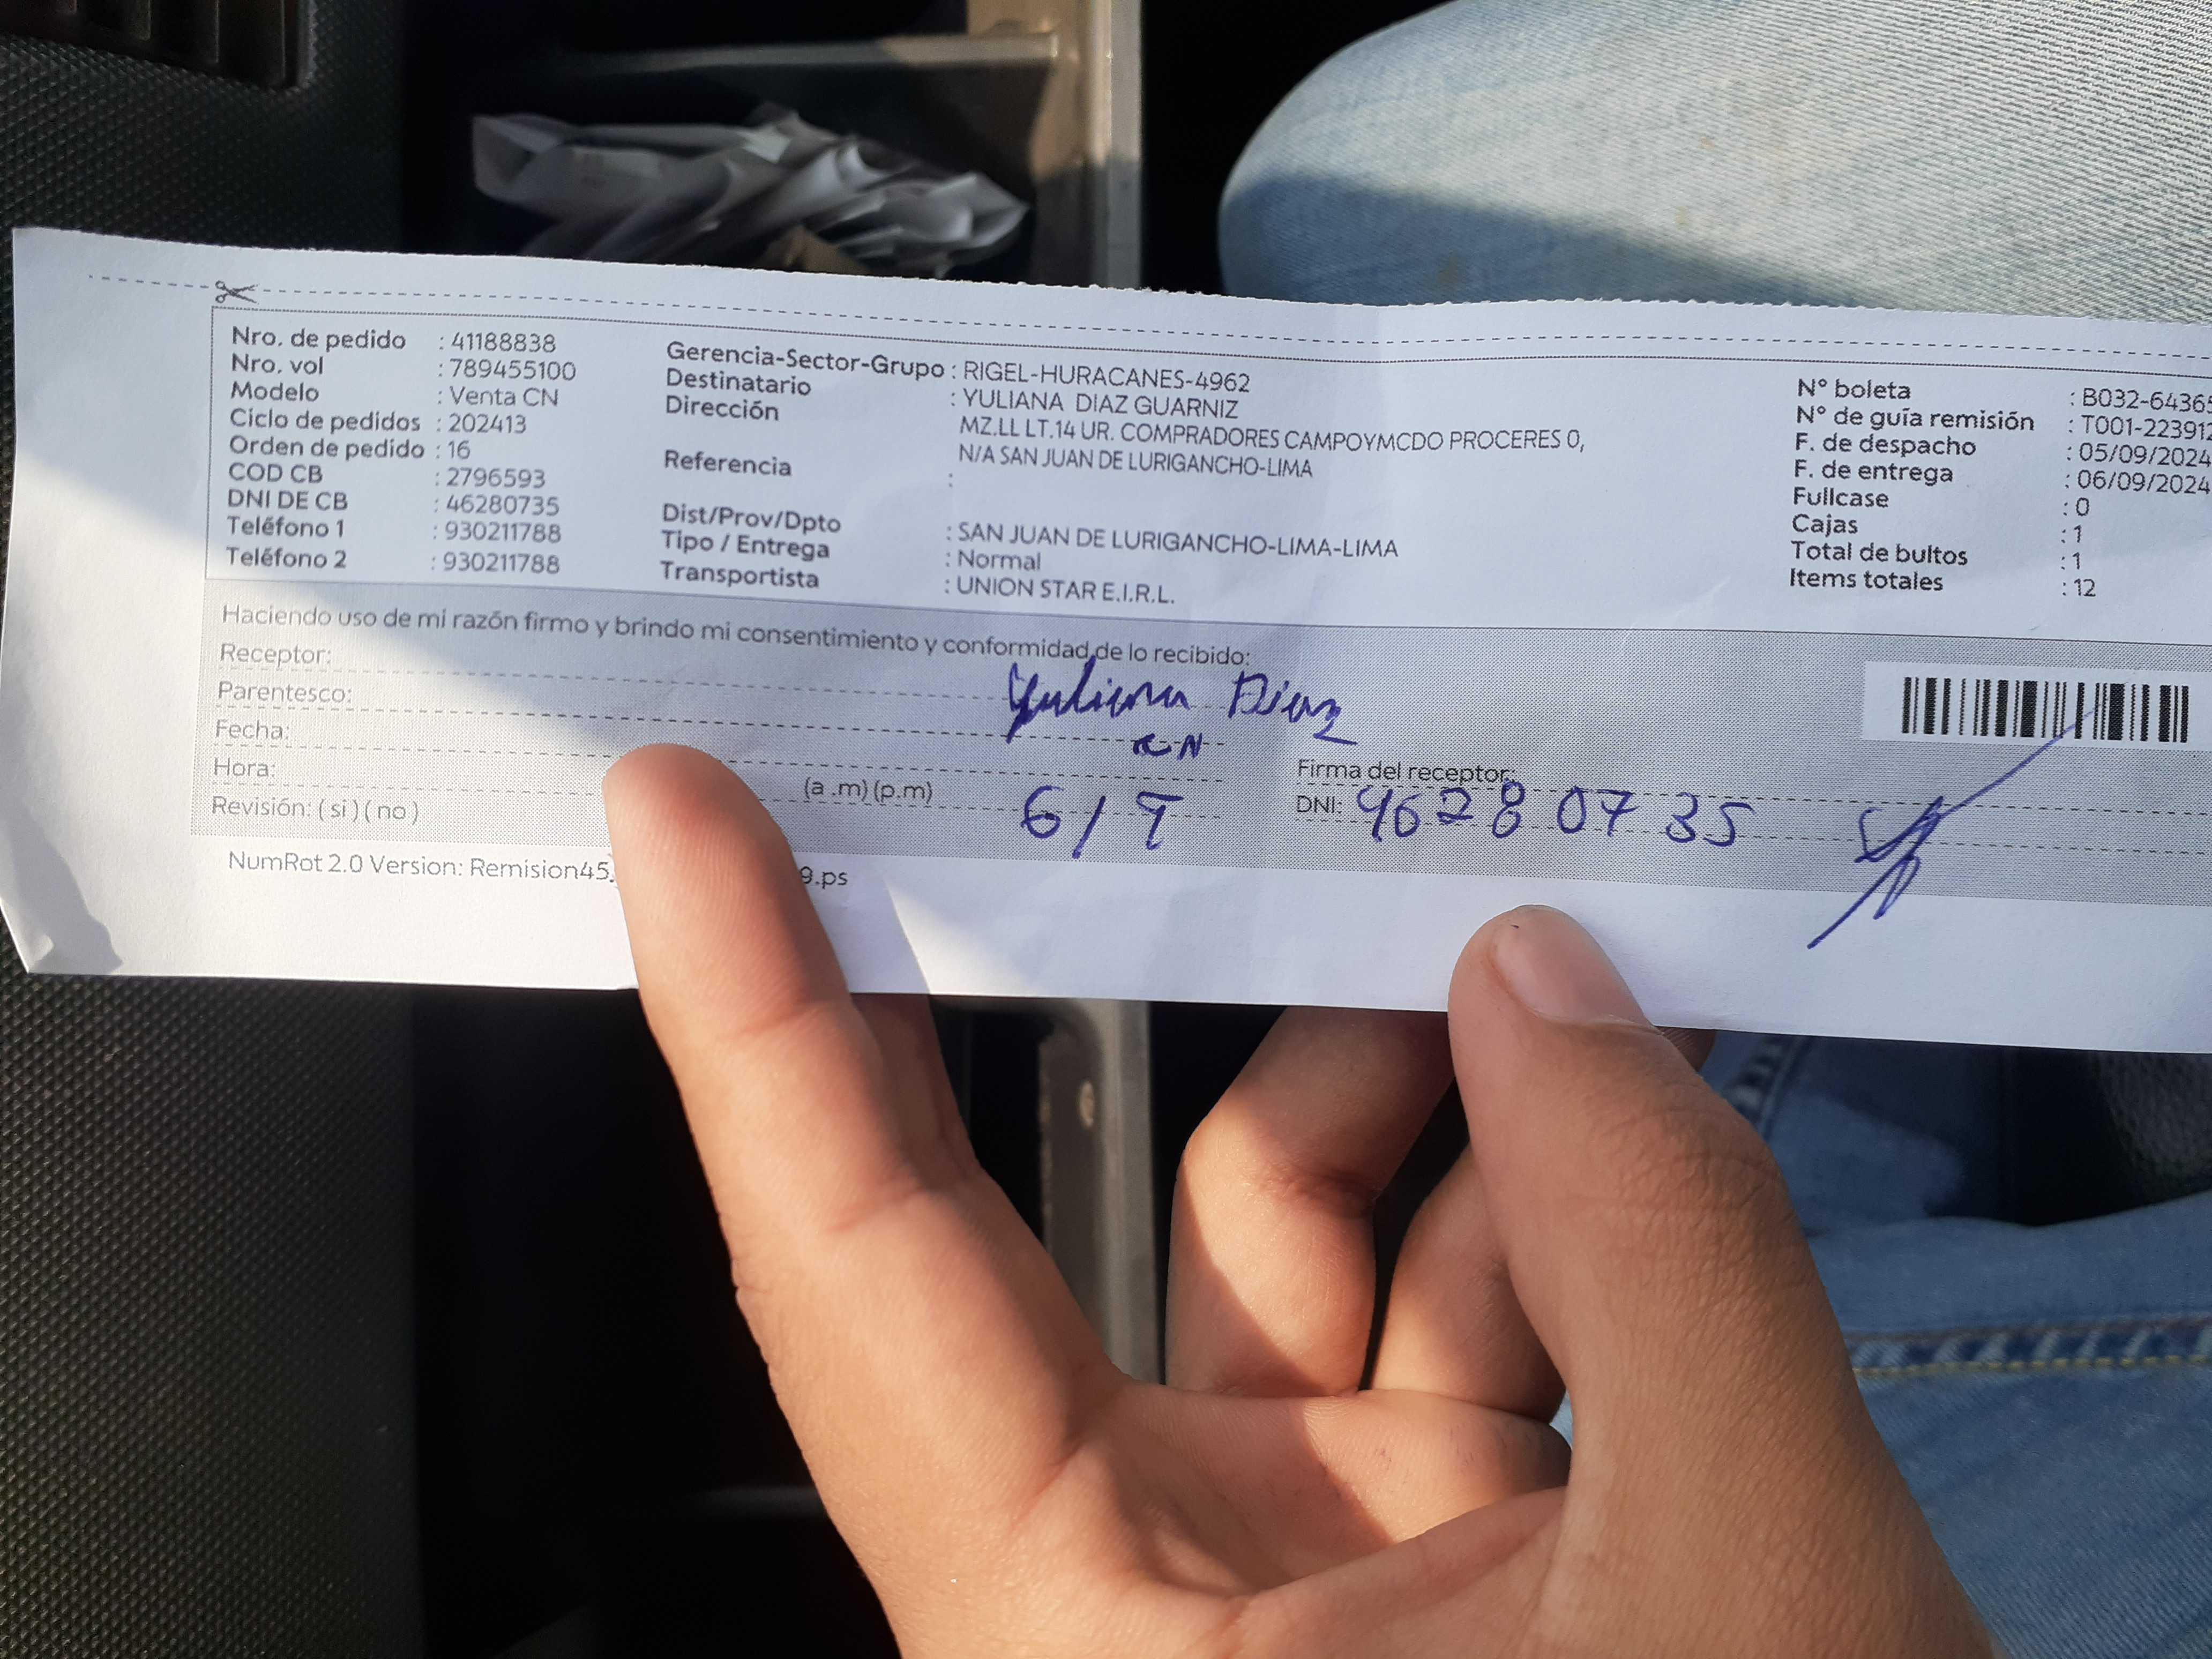 Nro. de pedido : 41188838
Nro. vol : 789455100
Modelo : Venta CN
Ciclo de pedidos : 202413
Orden de pedido : 16
COD CB : 2796593
DNI DE CB : 46280735
Teléfono 1 : 930211788
Teléfono 2 : 930211788
Gerencia-Sector-Grupo : RIGEL-HURACANES-4962
Destinatario : YULIANA DIAZ GUARNIZ
Dirección : MZ.LL LT.14 UR. COMPRADORES CAMPOYMCDO PROCERES 0,
N/A SAN JUAN DE LURIGANCHO-LIMA
Referencia :
Dist/Prov/Dpto : SAN JUAN DE LURIGANCHO-LIMA-LIMA
Tipo / Entrega : Normal
Transportista : UNION STAR E.I.R.L.
N° boleta : B032-6436
N° de guía remisión : T001-223912
F. de despacho : 05/09/2024
F. de entrega : 06/09/2024
Fullcase : 0
Cajas : 1
Total de bultos : 1
Items totales : 12
Haciendo uso de mi razón firmo y brindo mi consentimiento y conformidad de lo recibido:
Receptor: Yuliana Diaz
Parentesco: CN
Fecha: 6/9
Hora: (a .m) (p.m)
Revisión: ( si ) ( no )
Firma del receptor:
DNI: 46280735
NumRot 2.0 Version: Remision45 9.ps